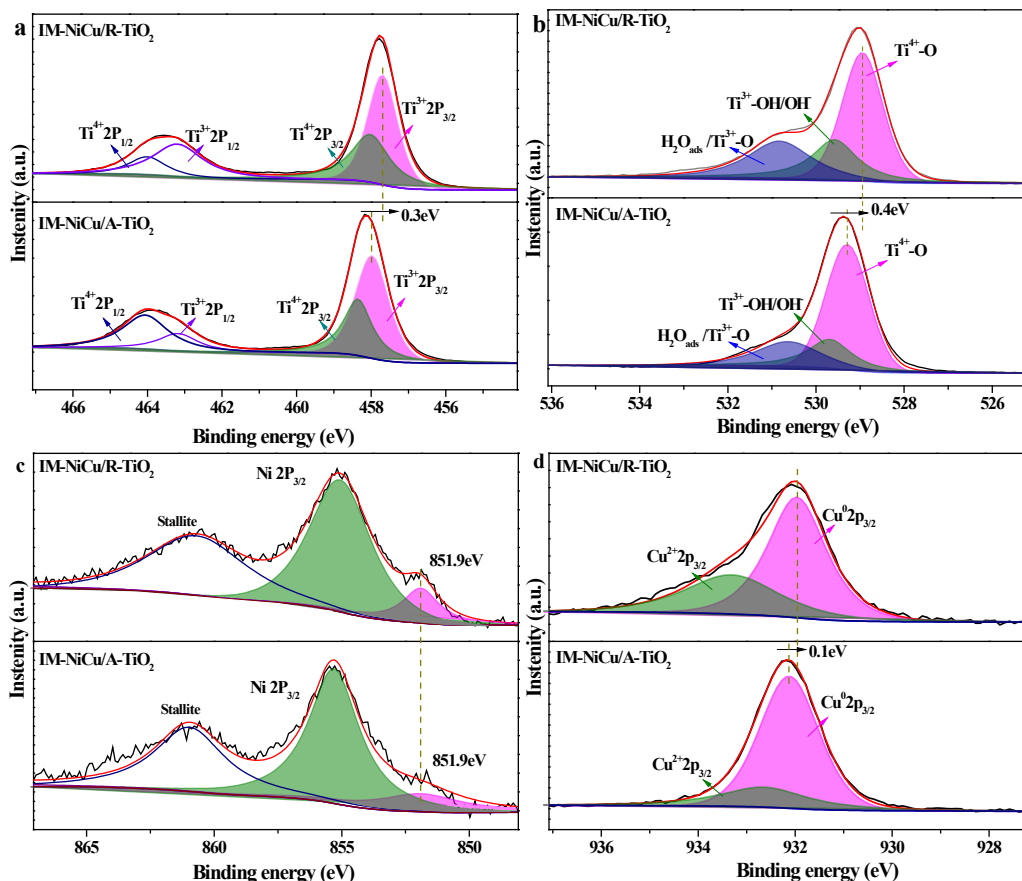 a
IM-NiCu/R-TiO₂
Ti⁴⁺2P₁/₂
Ti³⁺2P₁/₂
Ti⁴⁺2P₃/₂
Ti³⁺2P₃/₂
IM-NiCu/A-TiO₂
0.3eV
Ti⁴⁺2P₁/₂
Ti³⁺2P₁/₂
Ti⁴⁺2P₃/₂
Ti³⁺2P₃/₂
Instenity (a.u.)
466 464 462 460 458 456
Binding energy (eV)
b
IM-NiCu/R-TiO₂
Ti⁴⁺-O
Ti³⁺-OH/OH⁻
H₂Oₐds /Ti³⁺-O
IM-NiCu/A-TiO₂
0.4eV
Ti⁴⁺-O
Ti³⁺-OH/OH⁻
H₂Oₐds /Ti³⁺-O
Instenity (a.u.)
536 534 532 530 528 526
Binding energy (eV)
c
IM-NiCu/R-TiO₂
Ni 2P₃/₂
Stallite
851.9eV
IM-NiCu/A-TiO₂
Ni 2P₃/₂
Stallite
851.9eV
Instenity (a.u.)
865 860 855 850
Binding energy (eV)
d
IM-NiCu/R-TiO₂
Cu⁰2p₃/₂
Cu²⁺2p₃/₂
IM-NiCu/A-TiO₂
0.1eV
Cu⁰2p₃/₂
Cu²⁺2p₃/₂
Instenity (a.u.)
936 934 932 930 928
Binding energy (eV)